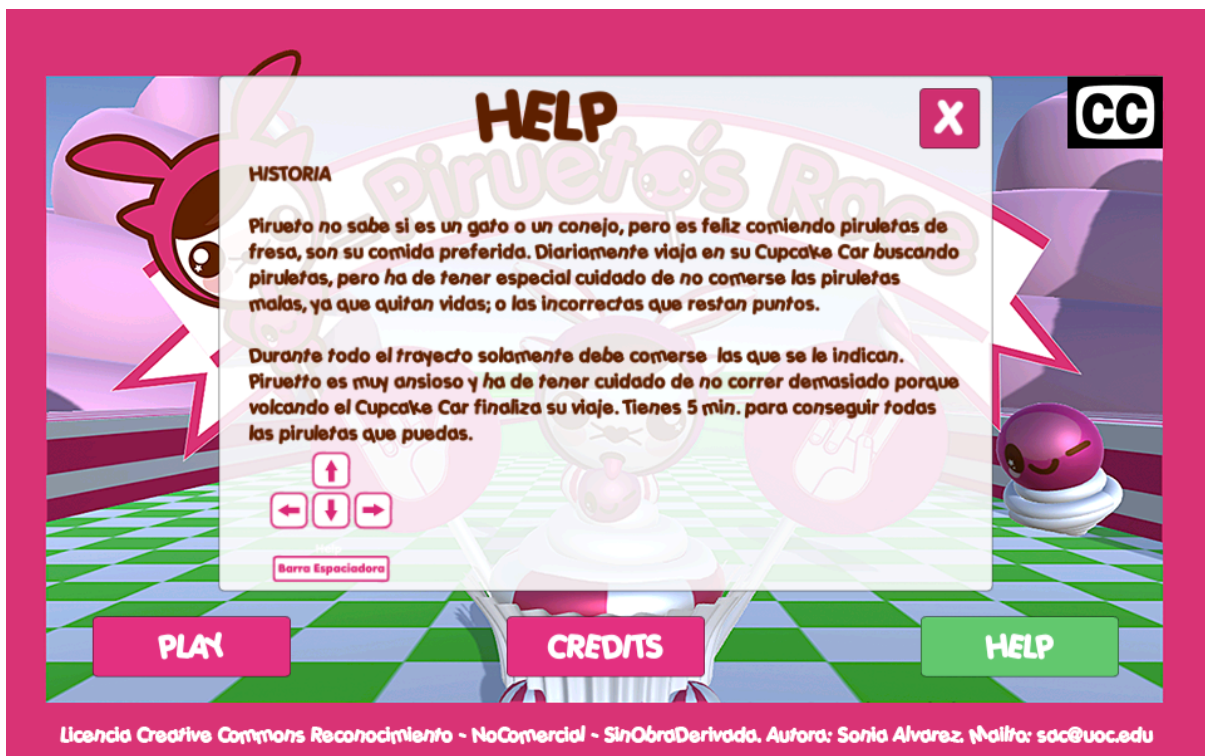 HELP
X
CC
Pirueto's Race
HISTORIA
Pirueto no sabe si es un gato o un conejo, pero es feliz comiendo piruletas de
fresa, son su comida preferida. Diariamente viaja en su Cupcake Car buscando
piruletas, pero ha de tener especial cuidado de no comerse las piruletas
malas, ya que quitan vidas; o las incorrectas que restan puntos.
Durante todo el trayecto solamente debe comerse las que se le indican.
Piruetto es muy ansioso y ha de tener cuidado de no correr demasiado porque
volcando el Cupcake Car finaliza su viaje. Tienes 5 min. para conseguir todas
las piruletas que puedas.
Barra Espaciadora
PLAY
CREDITS
HELP
Licencia Creative Commons Reconocimiento - NoComercial - SinObraDerivada. Autora: Sonia Alvarez. Mailto: sac@uoc.edu